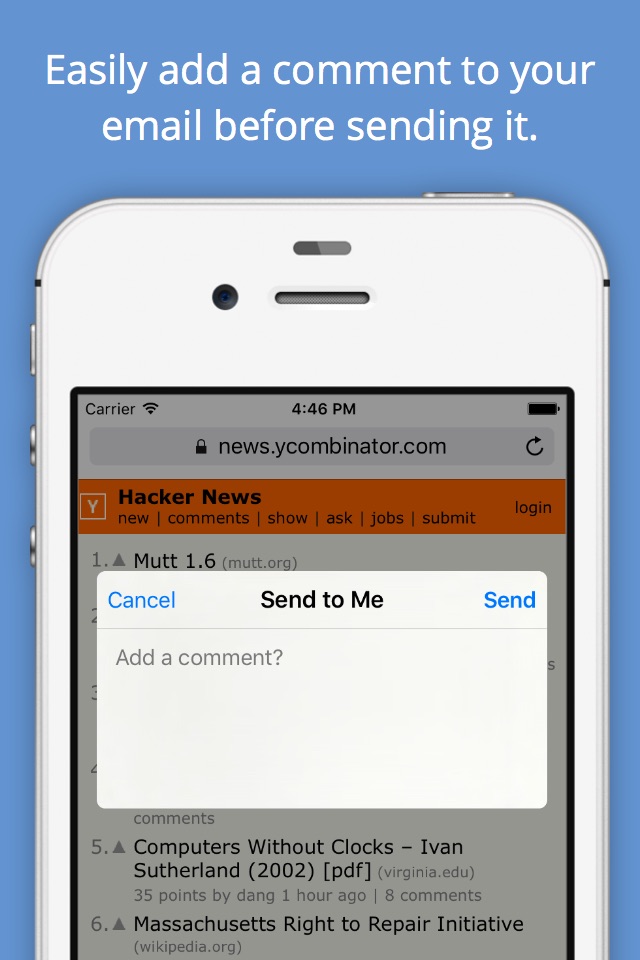 Easily add a comment to your
email before sending it.
Carrier 4:46 PM
news.ycombinator.com
Y Hacker News
new | comments | show | ask | jobs | submit login
1. Mutt 1.6 (mutt.org)
Cancel Send to Me Send
2
s
Add a comment?
3
4
comments
5. Computers Without Clocks – Ivan
Sutherland (2002) [pdf] (virginia.edu)
35 points by dang 1 hour ago | 8 comments
6. Massachusetts Right to Repair Initiative
(wikipedia.org)